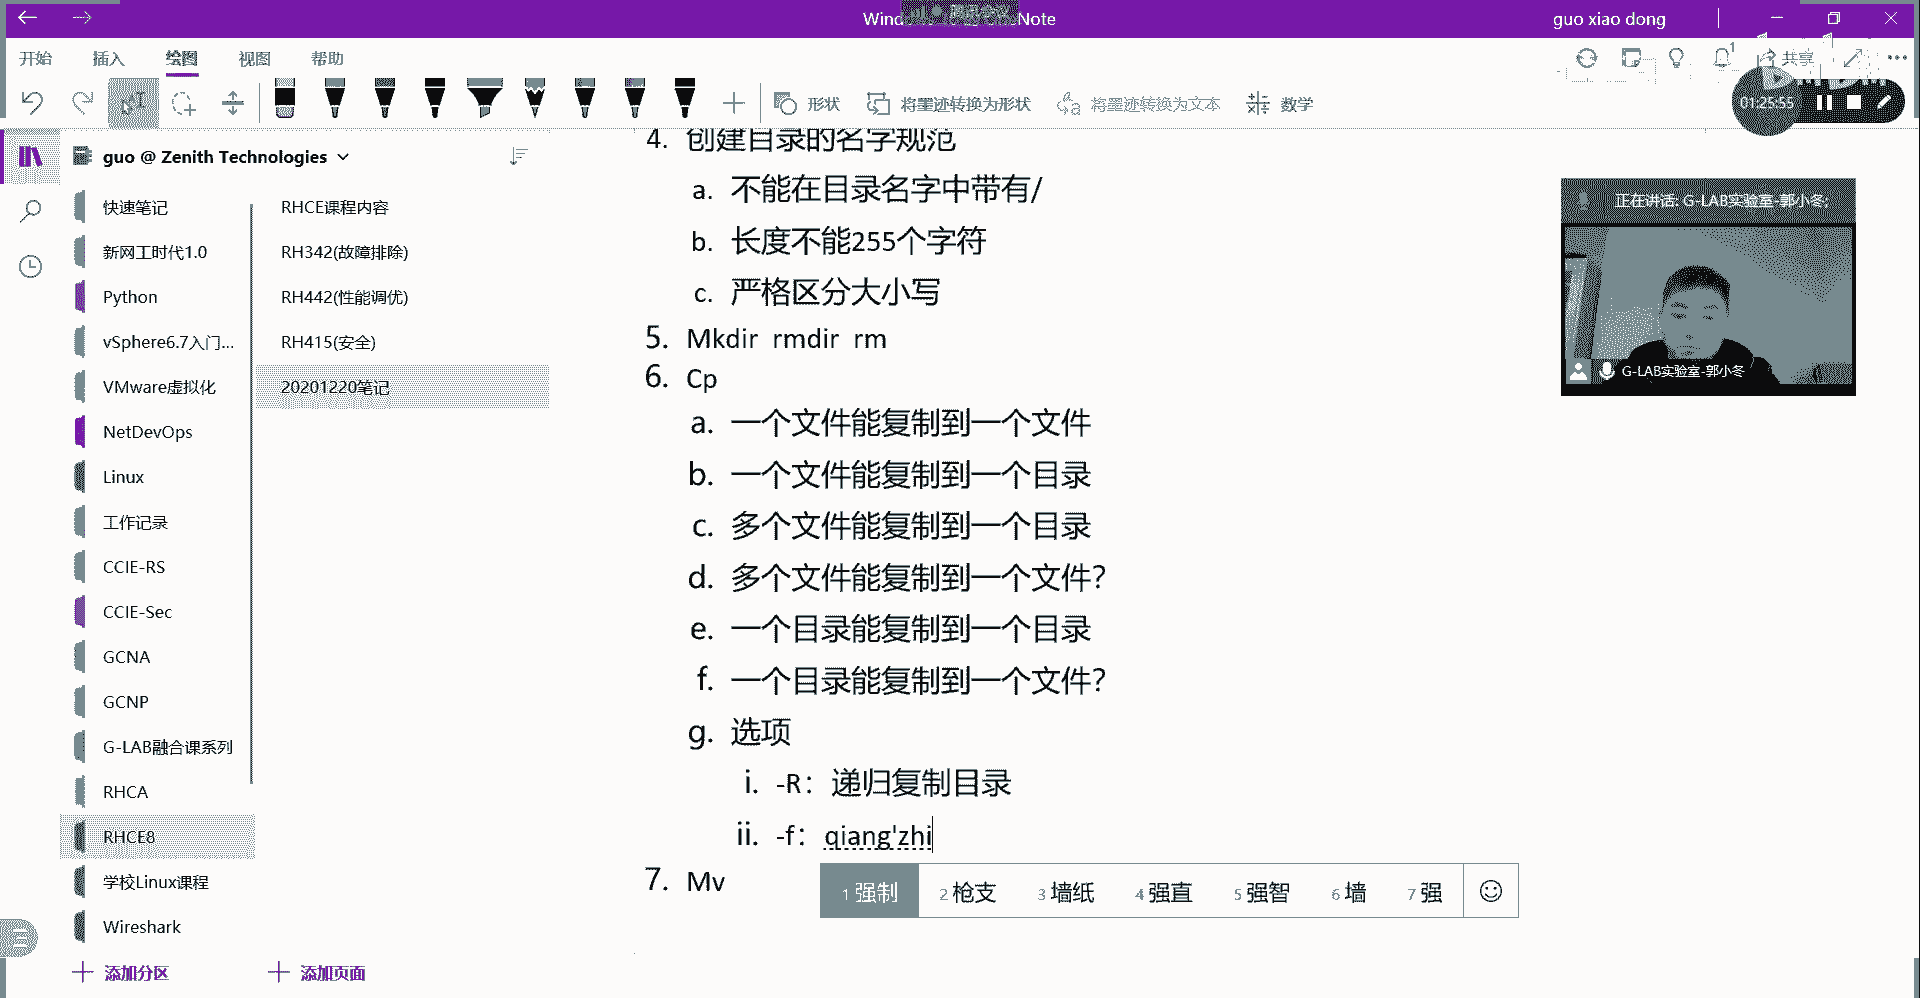 guo xiao dong
开始 插入 绘图 视图 帮助
共享
形状 将墨迹转换为形状 将墨迹转换为文本 数学
01:25:55
guo @ Zenith Technologies
快速笔记
新网工时代1.0
Python
vSphere6.7入门...
VMware虚拟化
NetDevOps
Linux
工作记录
CCIE-RS
CCIE-Sec
GCNA
GCNP
G-LAB融合课系列
RHCA
RHCE8
学校Linux课程
Wireshark
添加分区
RHCE课程内容
RH342(故障排除)
RH442(性能调优)
RH415(安全)
20201220笔记
添加页面
4. 创建目录的名字规范
a. 不能在目录名字中带有/
b. 长度不能255个字符
c. 严格区分大小写
5. Mkdir rmdir rm
6. Cp
a. 一个文件能复制到一个文件
b. 一个文件能复制到一个目录
c. 多个文件能复制到一个目录
d. 多个文件能复制到一个文件?
e. 一个目录能复制到一个目录
f. 一个目录能复制到一个文件?
g. 选项
i. -R：递归复制目录
ii. -f：qiang'zhi
7. Mv
1 强制 2 枪支 3 墙纸 4 强直 5 强智 6 墙 7 强
正在讲话: G-LAB实验室-郭小冬;
G-LAB实验室-郭小冬